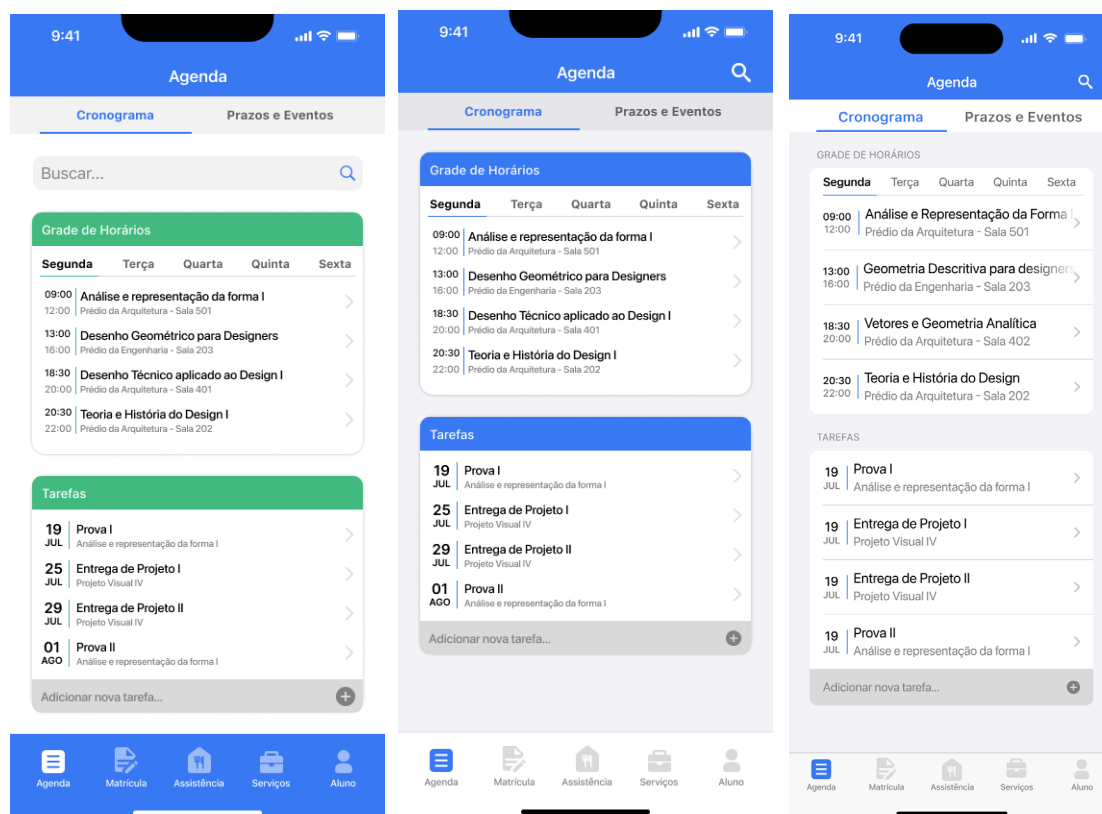 9:41
Agenda
Cronograma Prazos e Eventos
Buscar...
Grade de Horários
Segunda Terça Quarta Quinta Sexta
09:00 Análise e representação da forma I
12:00 Prédio da Arquitetura - Sala 501
13:00 Desenho Geométrico para Designers
16:00 Prédio da Engenharia - Sala 203
18:30 Desenho Técnico aplicado ao Design I
20:00 Prédio da Arquitetura - Sala 401
20:30 Teoria e História do Design I
22:00 Prédio da Arquitetura - Sala 202
Tarefas
19 Prova I
JUL Análise e representação da forma I
25 Entrega de Projeto I
JUL Projeto Visual IV
29 Entrega de Projeto II
JUL Projeto Visual IV
01 Prova II
AGO Análise e representação da forma I
Adicionar nova tarefa...
Agenda Matrícula Assistência Serviços Aluno
9:41
Agenda
Cronograma Prazos e Eventos
Grade de Horários
Segunda Terça Quarta Quinta Sexta
09:00 Análise e representação da forma I
12:00 Prédio da Arquitetura - Sala 501
13:00 Desenho Geométrico para Designers
16:00 Prédio da Engenharia - Sala 203
18:30 Desenho Técnico aplicado ao Design I
20:00 Prédio da Arquitetura - Sala 401
20:30 Teoria e História do Design I
22:00 Prédio da Arquitetura - Sala 202
Tarefas
19 Prova I
JUL Análise e representação da forma I
25 Entrega de Projeto I
JUL Projeto Visual IV
29 Entrega de Projeto II
JUL Projeto Visual IV
01 Prova II
AGO Análise e representação da forma I
Adicionar nova tarefa...
Agenda Matrícula Assistência Serviços Aluno
9:41
Agenda
Cronograma Prazos e Eventos
GRADE DE HORÁRIOS
Segunda Terça Quarta Quinta Sexta
09:00 Análise e Representação da Forma I
12:00 Prédio da Arquitetura - Sala 501
13:00 Geometria Descritiva para designers
16:00 Prédio da Engenharia - Sala 203
18:30 Vetores e Geometria Analítica
20:00 Prédio da Arquitetura - Sala 402
20:30 Teoria e História do Design
22:00 Prédio da Arquitetura - Sala 202
TAREFAS
19 Prova I
JUL Análise e representação da forma I
19 Entrega de Projeto I
JUL Projeto Visual IV
19 Entrega de Projeto II
JUL Projeto Visual IV
19 Prova II
JUL Análise e representação da forma I
Adicionar nova tarefa...
Agenda Matrícula Assistência Serviços Aluno